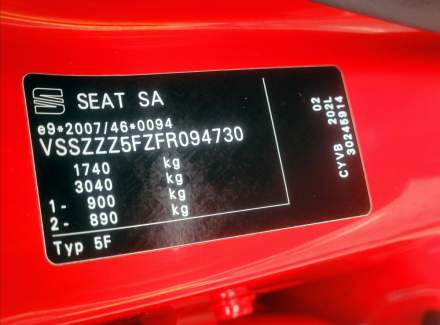 SEAT SA
e9*2007/46*0094
VSSZZZ5FZFR094730
1740 kg
3040 kg
1- 900 kg
2- 890 kg
Typ 5F
02
202L
CYVB 30245914